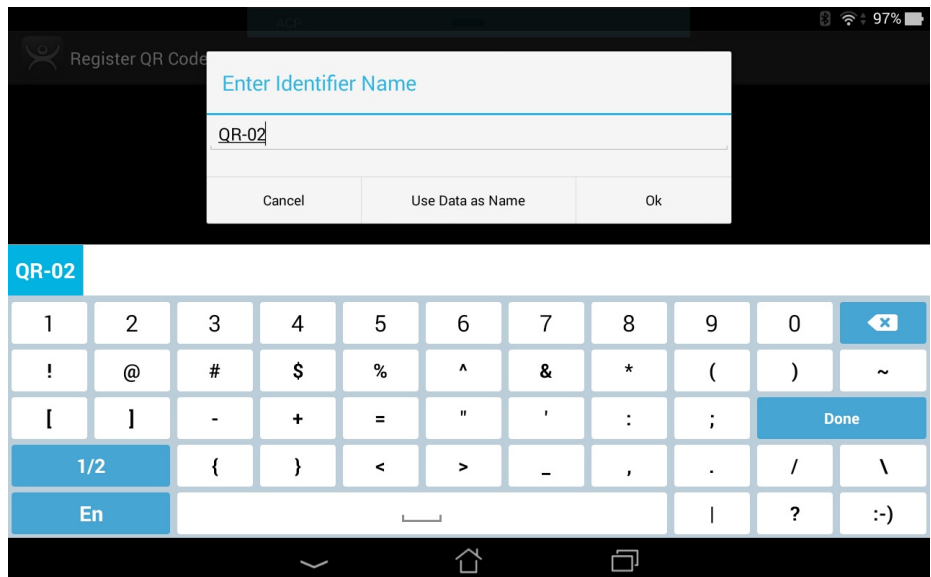 ACP
97%
Register QR Code
Enter Identifier Name
QR-02
Cancel Use Data as Name Ok
QR-02
1 2 3 4 5 6 7 8 9 0
! @ # $ % ^ & * ( ) ~
[ ] - + = " ' : ; Done
1/2 { } < > _ , . / \
En | ? :-)